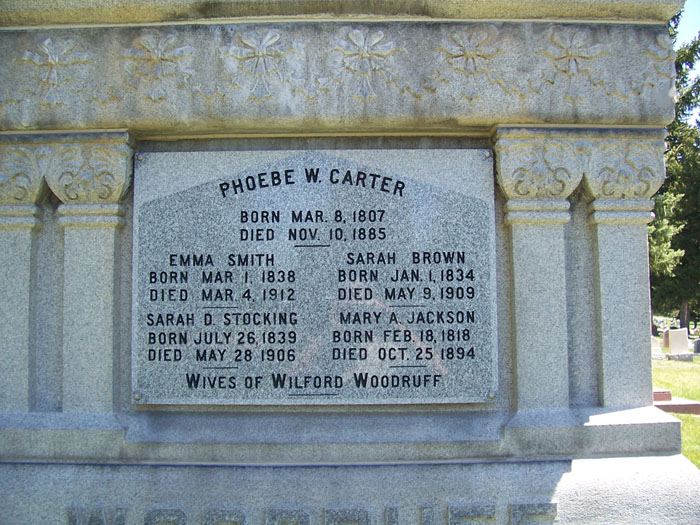 PHOEBE W. CARTER
BORN MAR. 8, 1807
DIED NOV. 10, 1885
EMMA SMITH
BORN MAR. 1, 1838
DIED MAR. 4, 1912
SARAH BROWN
BORN JAN. 1, 1834
DIED MAY 9, 1909
SARAH D. STOCKING
BORN JULY 26, 1839
DIED MAY 28 1906
MARY A. JACKSON
BORN FEB. 18, 1818
DIED OCT. 25 1894
WIVES OF WILFORD WOODRUFF
WOODRUFF